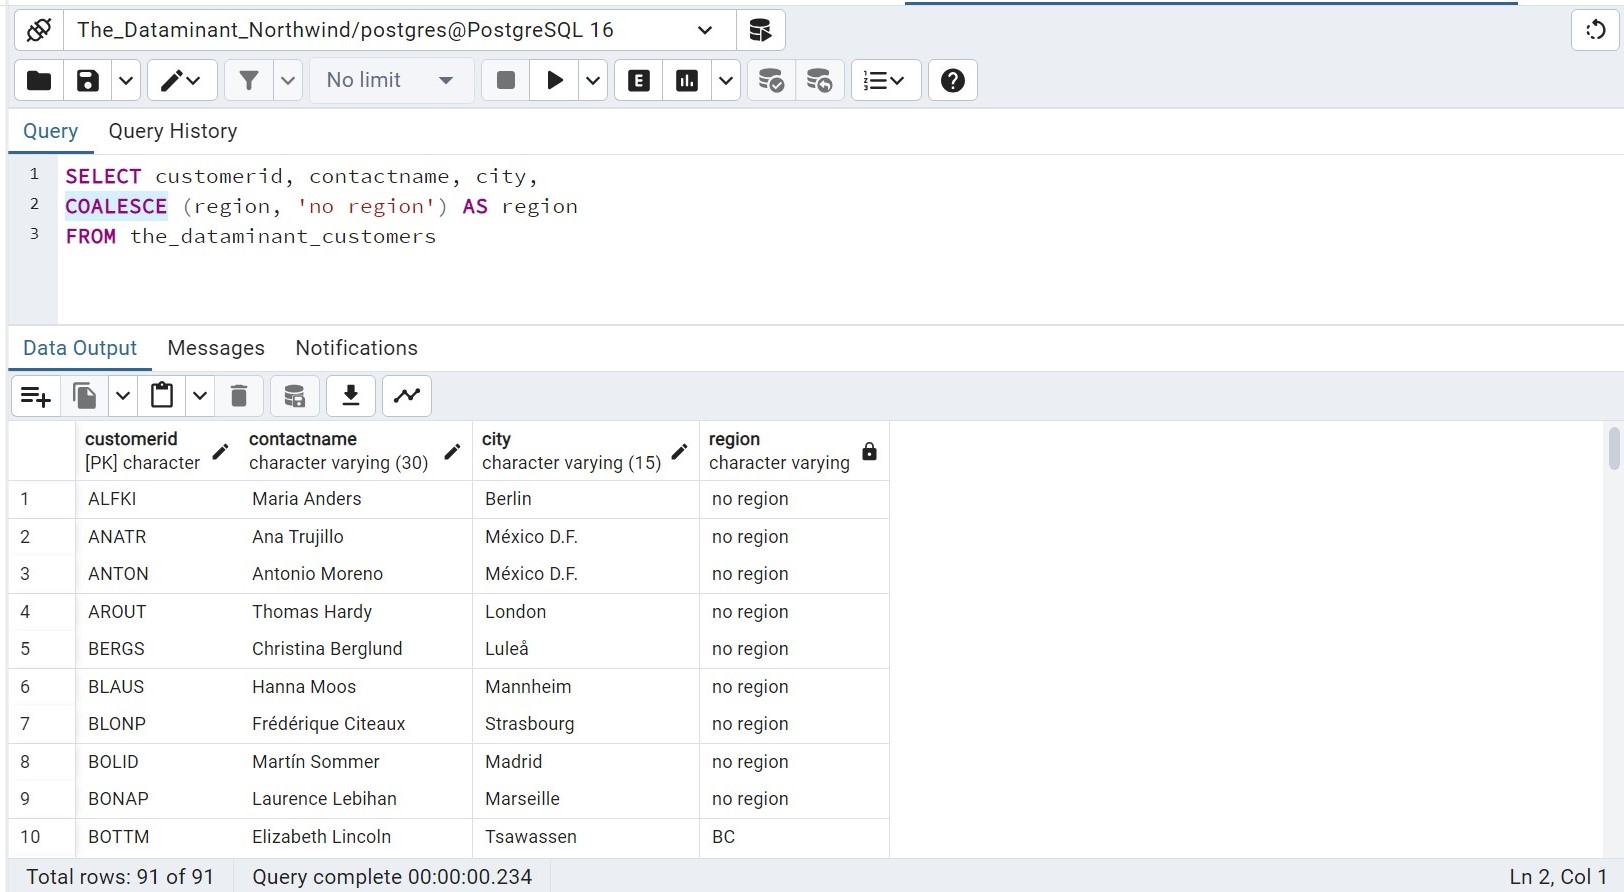 The_Dataminant_Northwind/postgres@PostgreSQL 16
No limit
E
Query Query History
1 SELECT customerid, contactname, city,
2 COALESCE (region, 'no region') AS region
3 FROM the_dataminant_customers
Data Output Messages Notifications
customerid contactname city region
[PK] character character varying (30) character varying (15) character varying
1 ALFKI Maria Anders Berlin no region
2 ANATR Ana Trujillo México D.F. no region
3 ANTON Antonio Moreno México D.F. no region
4 AROUT Thomas Hardy London no region
5 BERGS Christina Berglund Luleå no region
6 BLAUS Hanna Moos Mannheim no region
7 BLONP Frédérique Citeaux Strasbourg no region
8 BOLID Martín Sommer Madrid no region
9 BONAP Laurence Lebihan Marseille no region
10 BOTTM Elizabeth Lincoln Tsawassen BC
Total rows: 91 of 91 Query complete 00:00:00.234 Ln 2, Col 1